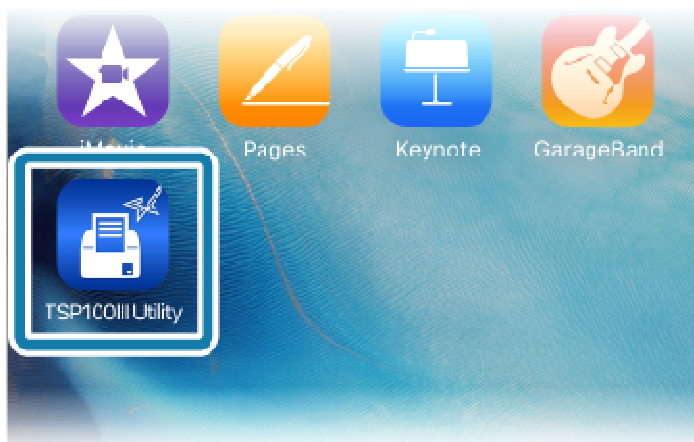 iMovie
Pages
Keynote
GarageBand
TSP100III Utility